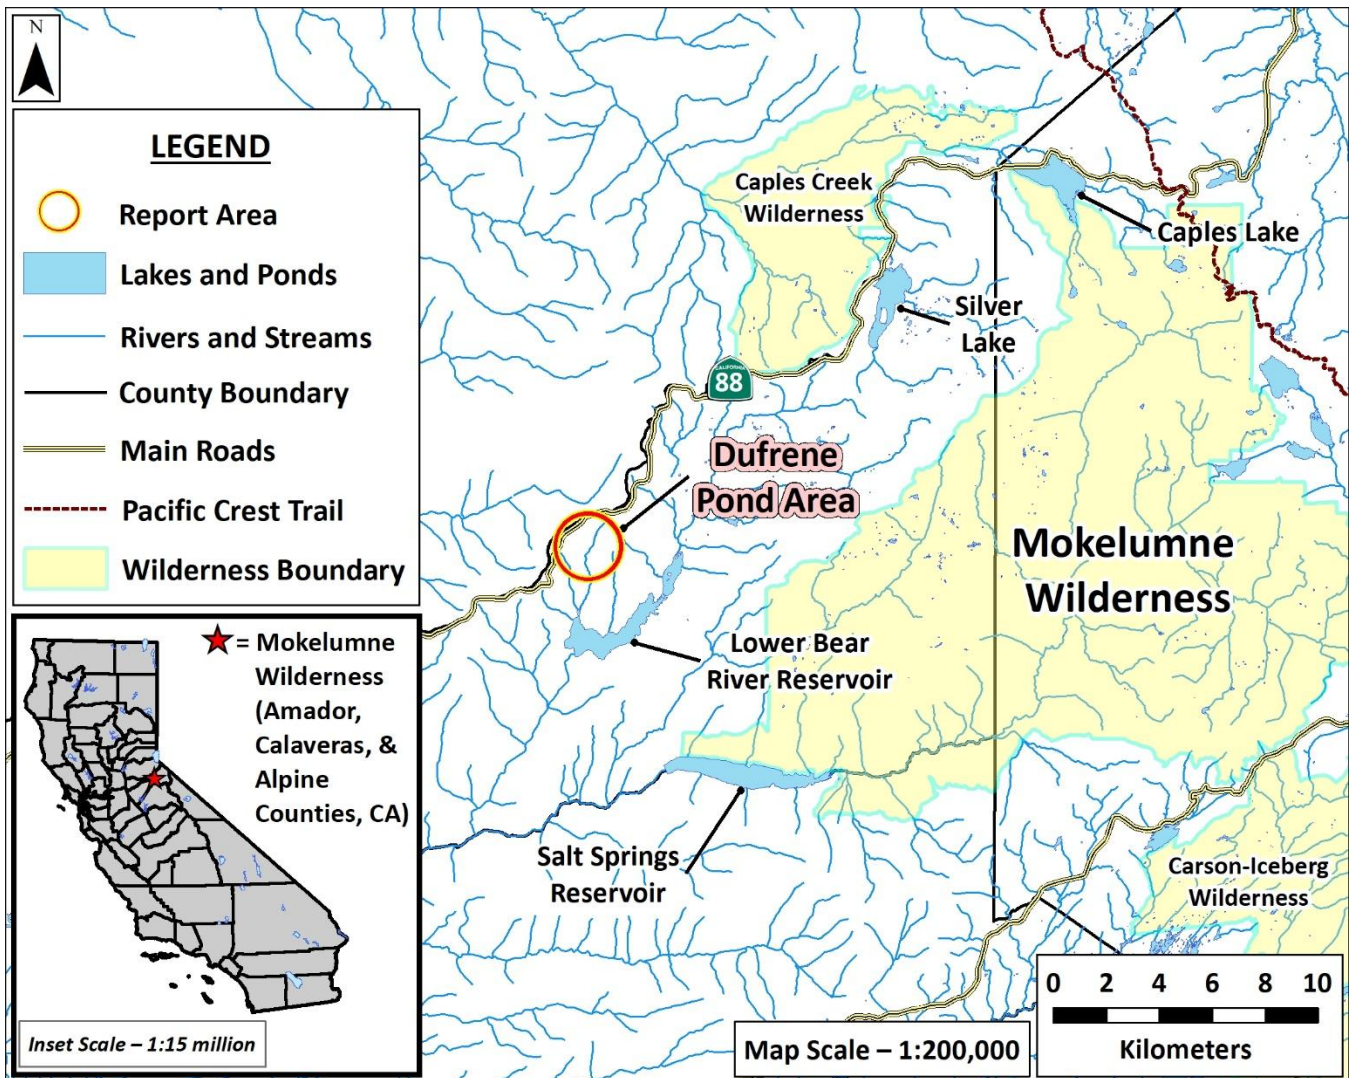 N
LEGEND
Report Area
Lakes and Ponds
Rivers and Streams
County Boundary
Main Roads
Pacific Crest Trail
Wilderness Boundary
= Mokelumne
Wilderness
(Amador,
Calaveras, &
Alpine
Counties, CA)
Inset Scale – 1:15 million
Caples Creek
Wilderness
Caples Lake
Silver
Lake
CALIFORNIA
88
Dufrene
Pond Area
Mokelumne
Wilderness
Lower Bear
River Reservoir
Salt Springs
Reservoir
Carson-Iceberg
Wilderness
Map Scale – 1:200,000
0 2 4 6 8 10
Kilometers